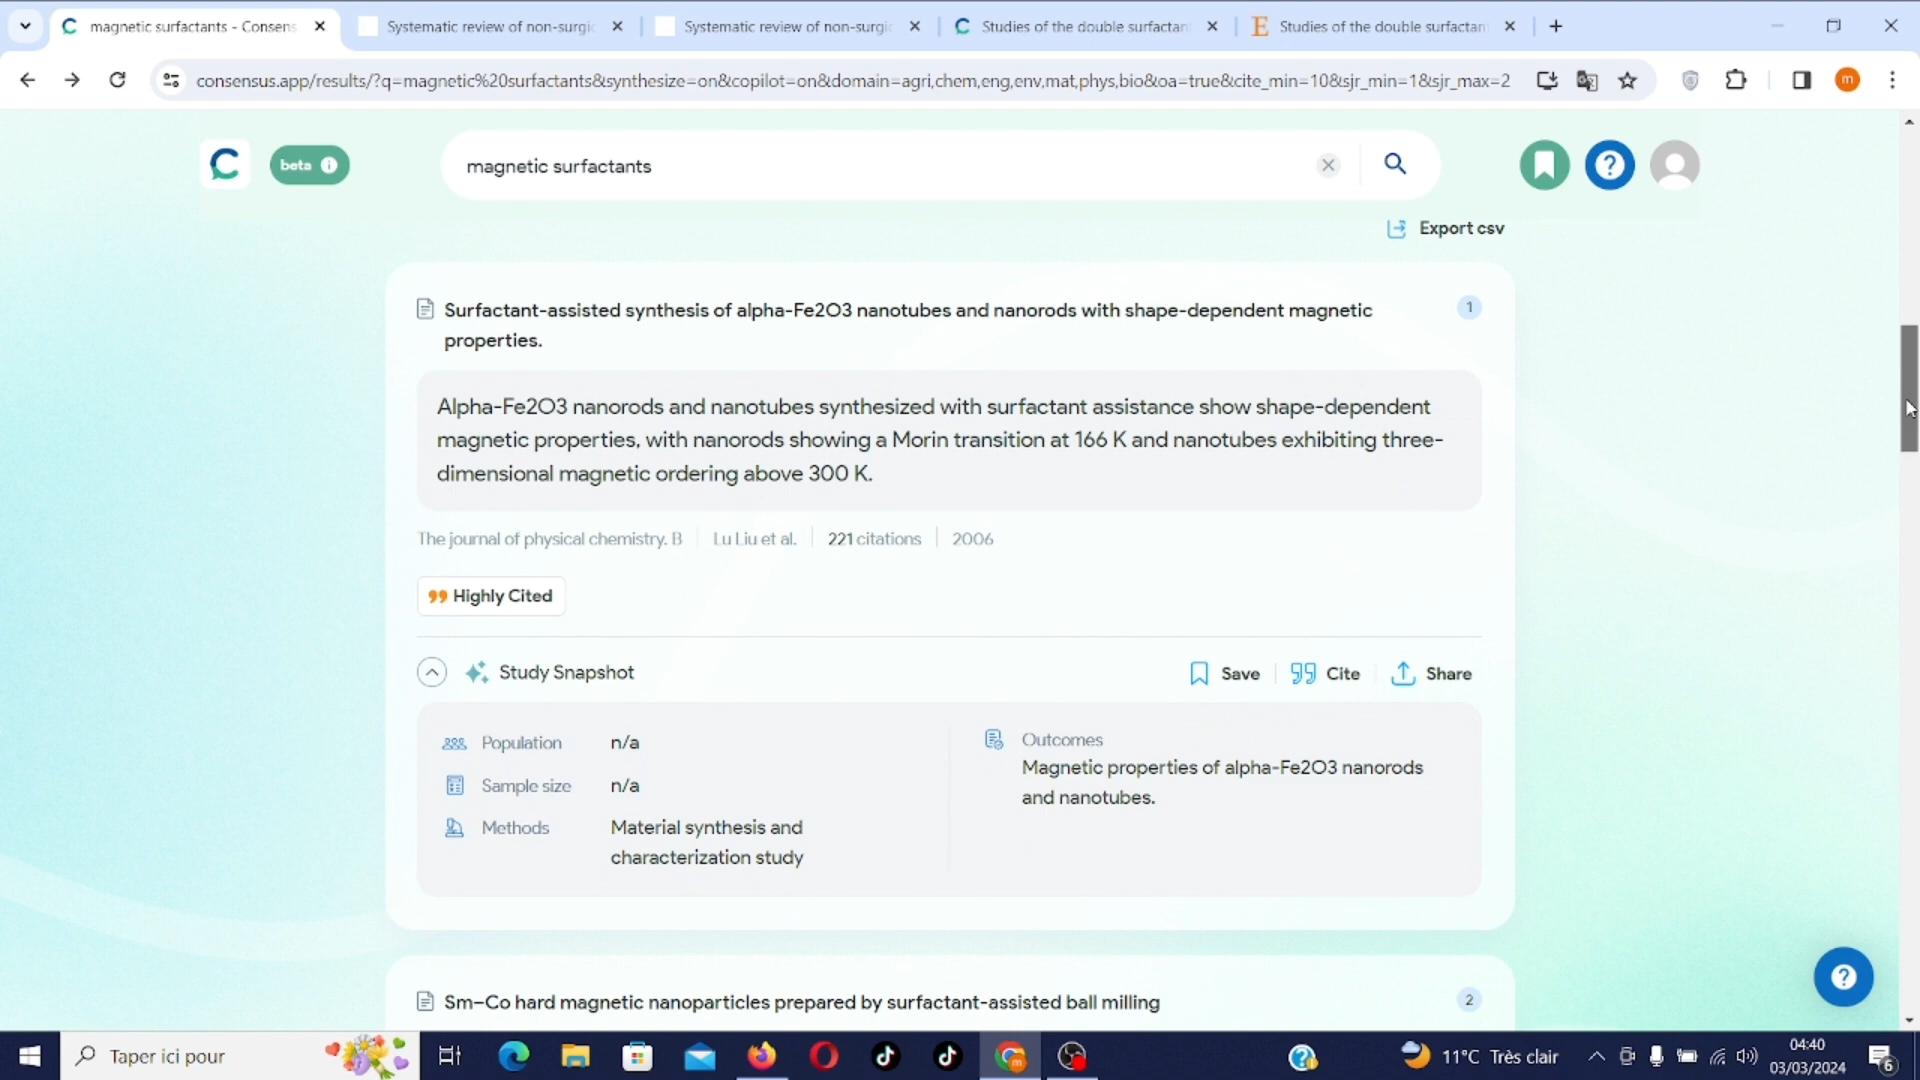 magnetic surfactants - Consens
Systematic review of non-surgic
Systematic review of non-surgic
Studies of the double surfactan
Studies of the double surfactan
consensus.app/results/?q=magnetic%20surfactants&synthesize=on&copilot=on&domain=agri,chem,eng,env,mat,phys,bio&oa=true&cite_min=10&sjr_min=1&sjr_max=2
m
beta
magnetic surfactants
Export csv
Surfactant-assisted synthesis of alpha-Fe2O3 nanotubes and nanorods with shape-dependent magnetic
properties.
1
Alpha-Fe2O3 nanorods and nanotubes synthesized with surfactant assistance show shape-dependent
magnetic properties, with nanorods showing a Morin transition at 166 K and nanotubes exhibiting three-
dimensional magnetic ordering above 300 K.
The journal of physical chemistry. B Lu Liu et al. 221 citations 2006
Highly Cited
Study Snapshot
Save Cite Share
Population n/a
Sample size n/a
Methods Material synthesis and
characterization study
Outcomes
Magnetic properties of alpha-Fe2O3 nanorods
and nanotubes.
Sm–Co hard magnetic nanoparticles prepared by surfactant-assisted ball milling
2
Taper ici pour
11°C Très clair
04:40
03/03/2024
6